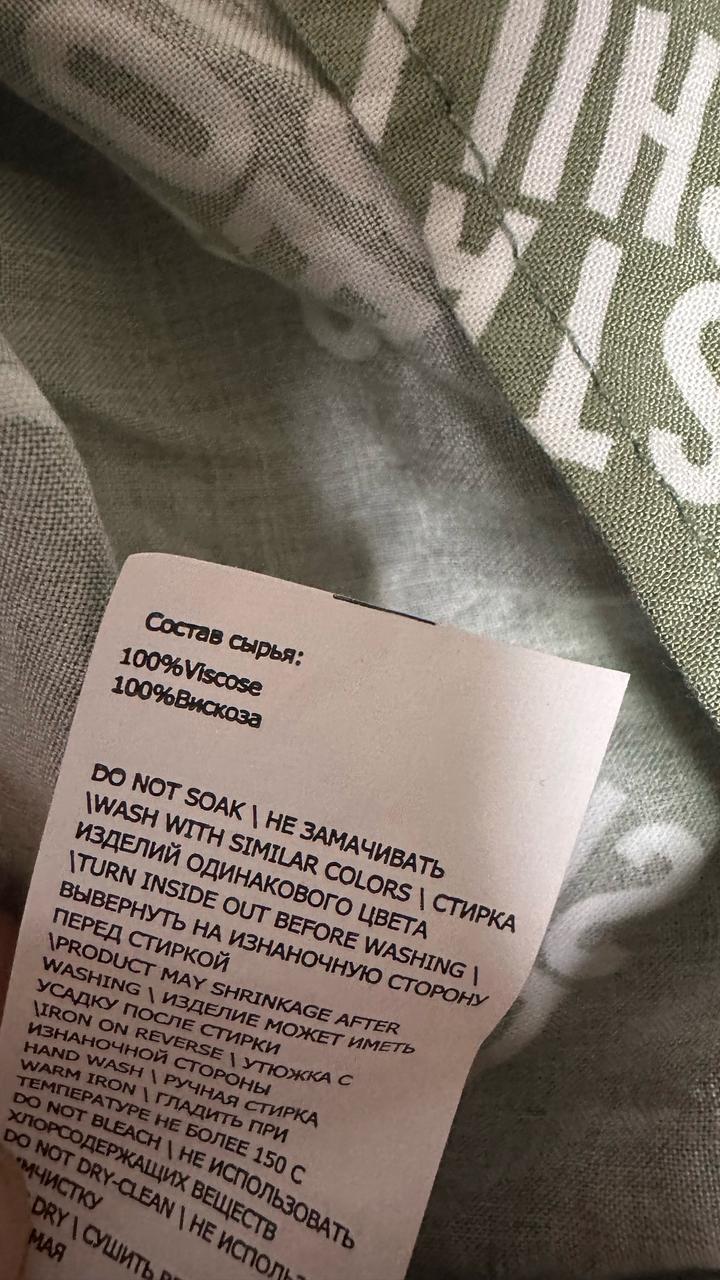 Состав сырья:
100%Viscose
100%Вискоза
DO NOT SOAK \ НЕ ЗАМАЧИВАТЬ
\WASH WITH SIMILAR COLORS \ СТИРКА
ИЗДЕЛИЙ ОДИНАКОВОГО ЦВЕТА
\TURN INSIDE OUT BEFORE WASHING \
ВЫВЕРНУТЬ НА ИЗНАНОЧНУЮ СТОРОНУ
ПЕРЕД СТИРКОЙ
\PRODUCT MAY SHRINKAGE AFTER
WASHING \ ИЗДЕЛИЕ МОЖЕТ ИМЕТЬ
УСАДКУ ПОСЛЕ СТИРКИ
\IRON ON REVERSE \ УТЮЖКА С
ИЗНАНОЧНОЙ СТОРОНЫ
HAND WASH \ РУЧНАЯ СТИРКА
WARM IRON \ ГЛАДИТЬ ПРИ
ТЕМПЕРАТУРЕ НЕ БОЛЕЕ 150 С
DO NOT BLEACH \ НЕ ИСПОЛЬЗОВАТЬ
ХЛОРСОДЕРЖАЩИХ ВЕЩЕСТВ
DO NOT DRY-CLEAN \ НЕ
DRY \ СУШИТЬ